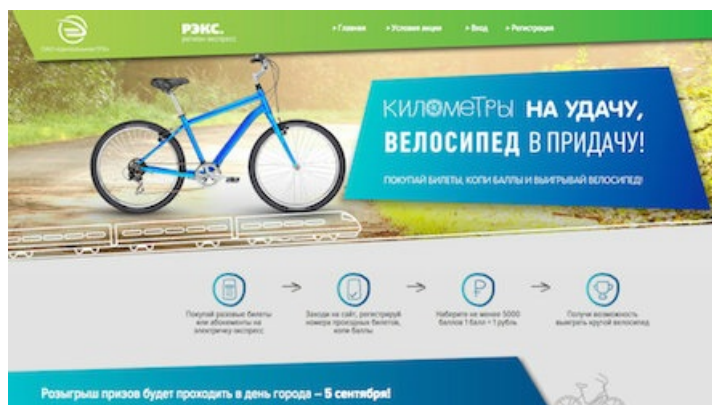 РЭКС.
регион-экспресс
» Главная
» Условия акции
» Вход
» Регистрация
КИЛОМЕТРЫ НА УДАЧУ,
ВЕЛОСИПЕД В ПРИДАЧУ!
ПОКУПАЙ БИЛЕТЫ, КОПИ БАЛЛЫ И ВЫИГРЫВАЙ ВЕЛОСИПЕД!
Покупай разовые билеты
или абонементы на
электричку-экспресс
Заходи на сайт, регистрируй
номера проездных билетов,
копи баллы
Наберите не менее 5000
баллов 1 балл = 1 рубль
Получи возможность
выиграть крутой велосипед
Розыгрыш призов будет проходить в день города – 5 сентября!